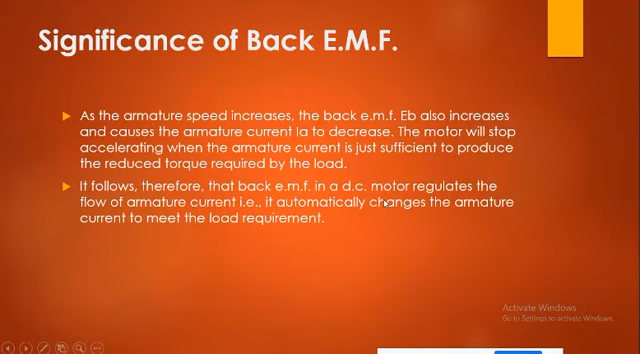 Significance of Back E.M.F.
As the armature speed increases, the back e.m.f. Eb also increases
and causes the armature current Ia to decrease. The motor will stop
accelerating when the armature current is just sufficient to produce
the reduced torque required by the load.
It follows, therefore, that back e.m.f. in a d.c. motor regulates the
flow of armature current i.e., it automatically changes the armature
current to meet the load requirement.
Activate Windows
Go to Settings to activate Windows.